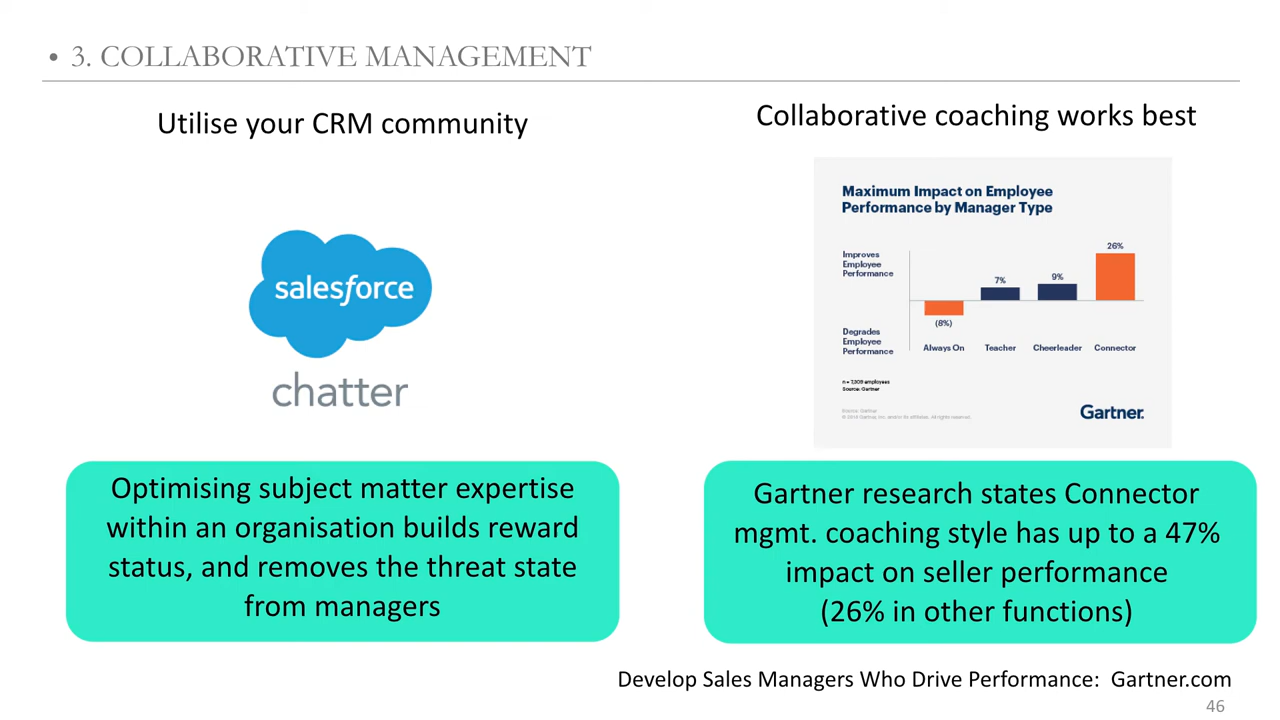 • 3. COLLABORATIVE MANAGEMENT
Utilise your CRM community
salesforce
chatter
Optimising subject matter expertise
within an organisation builds reward
status, and removes the threat state
from managers
Collaborative coaching works best
Maximum Impact on Employee
Performance by Manager Type
Improves
Employee
Performance
Degrades
Employee
Performance
(8%)
7%
9%
26%
Always On
Teacher
Cheerleader
Connector
Source: Gartner
Source: Gartner
Gartner.
Gartner research states Connector
mgmt. coaching style has up to a 47%
impact on seller performance
(26% in other functions)
Develop Sales Managers Who Drive Performance: Gartner.com
46